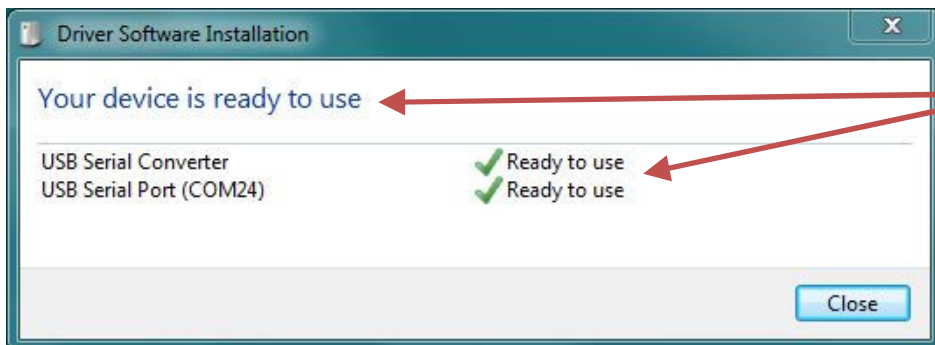 Driver Software Installation
X
Your device is ready to use
USB Serial Converter Ready to use
USB Serial Port (COM24) Ready to use
Close